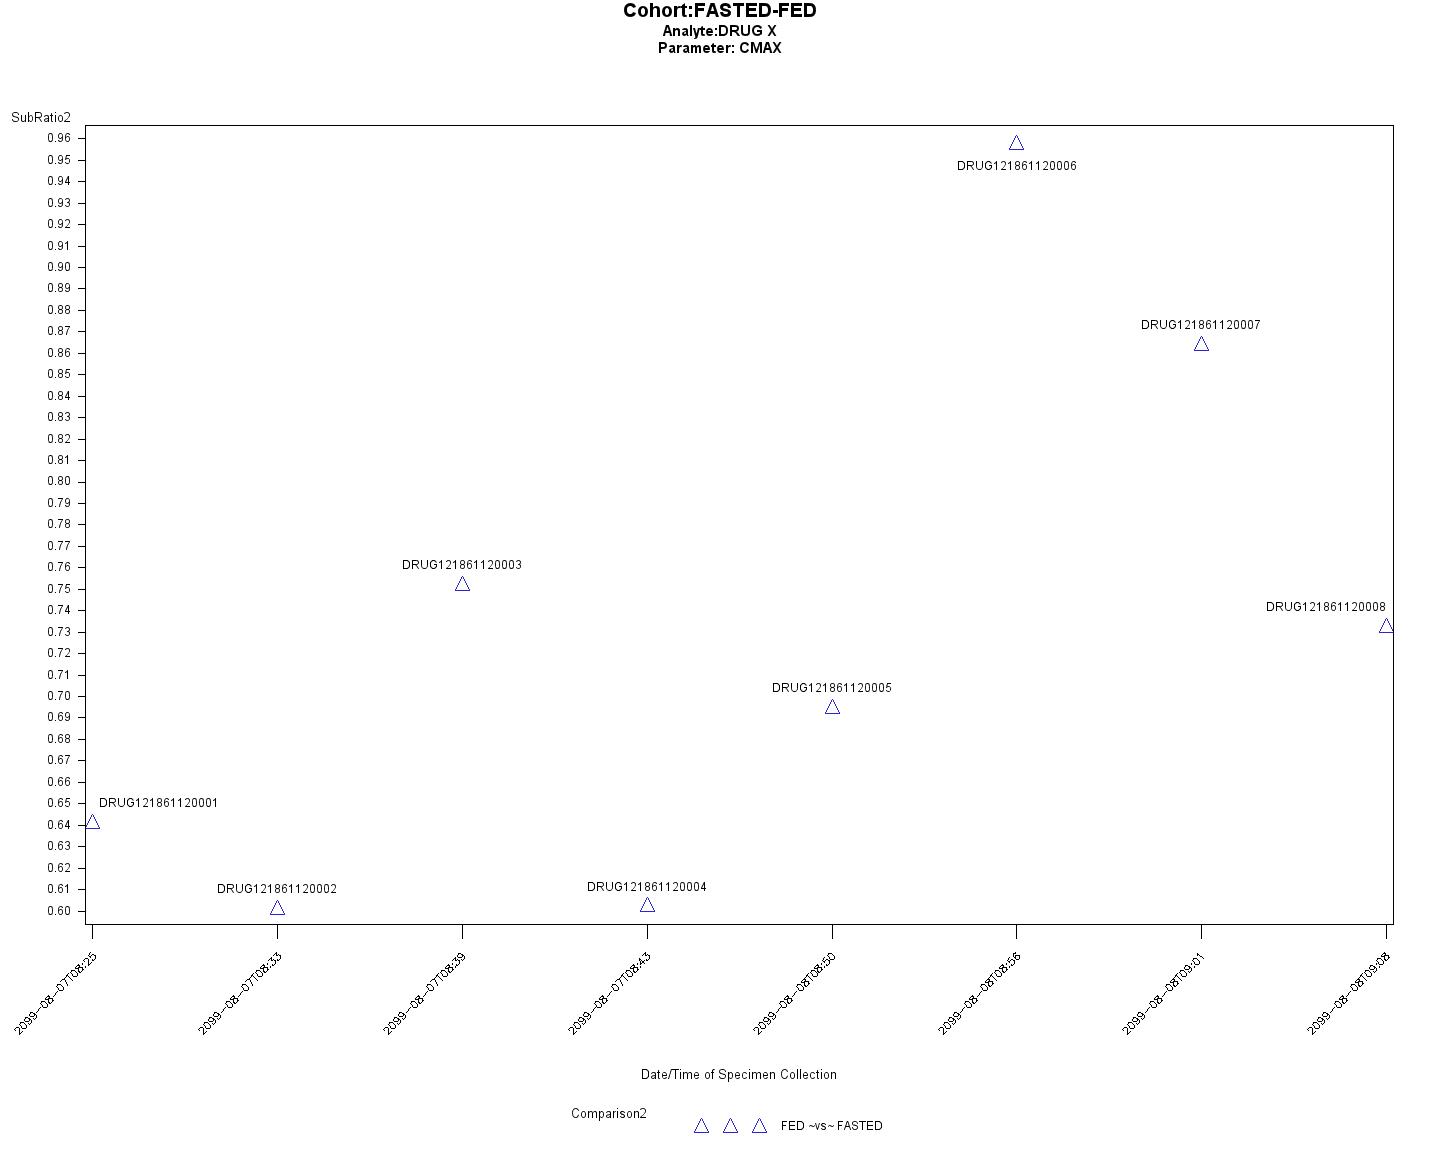 Cohort:FASTED-FED
Analyte:DRUG X
Parameter: CMAX
SubRatio2
0.96
0.95
0.94
0.93
0.92
0.91
0.90
0.89
0.88
0.87
0.86
0.85
0.84
0.83
0.82
0.81
0.80
0.79
0.78
0.77
0.76
0.75
0.74
0.73
0.72
0.71
0.70
0.69
0.68
0.67
0.66
0.65
0.64
0.63
0.62
0.61
0.60
DRUG121861120006
DRUG121861120007
DRUG121861120003
DRUG121861120008
DRUG121861120005
DRUG121861120001
DRUG121861120002
DRUG121861120004
2099-08-07T08:25
2099-08-07T08:33
2099-08-07T08:39
2099-08-07T08:43
2099-08-08T08:50
2099-08-08T08:56
2099-08-08T09:01
2099-08-08T09:08
Date/Time of Specimen Collection
Comparison2
FED ~vs~ FASTED